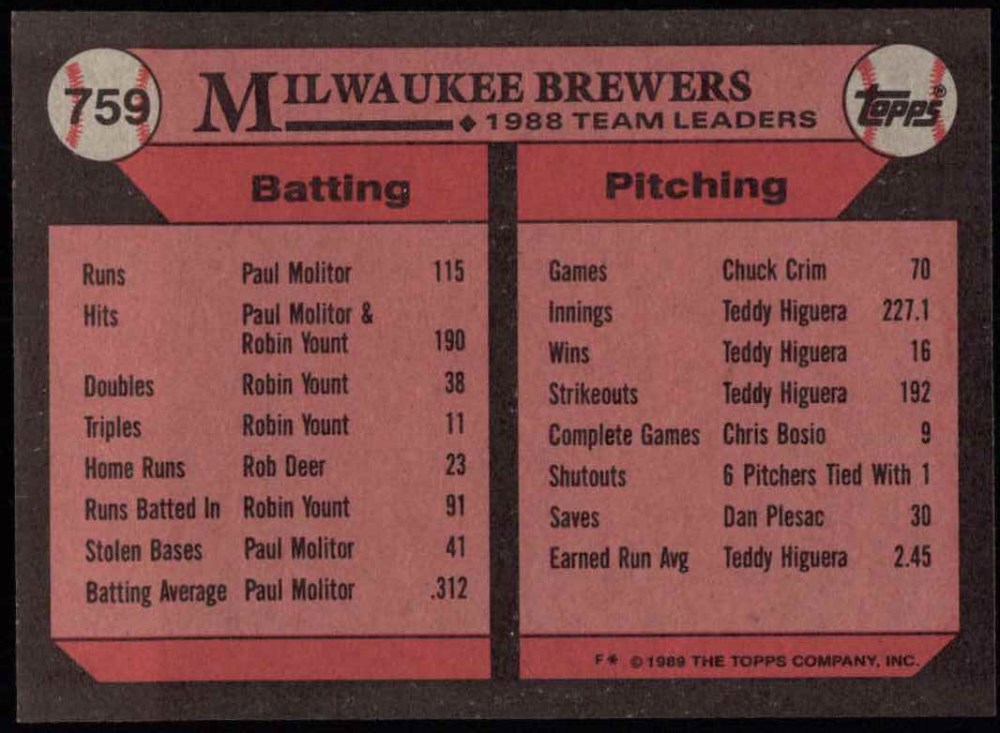 759
MILWAUKEE BREWERS
1988 TEAM LEADERS
topps®
Batting
Runs Paul Molitor 115
Hits Paul Molitor &
Robin Yount 190
Doubles Robin Yount 38
Triples Robin Yount 11
Home Runs Rob Deer 23
Runs Batted In Robin Yount 91
Stolen Bases Paul Molitor 41
Batting Average Paul Molitor .312
Pitching
Games Chuck Crim 70
Innings Teddy Higuera 227.1
Wins Teddy Higuera 16
Strikeouts Teddy Higuera 192
Complete Games Chris Bosio 9
Shutouts 6 Pitchers Tied With 1
Saves Dan Plesac 30
Earned Run Avg Teddy Higuera 2.45
F* © 1989 THE TOPPS COMPANY, INC.